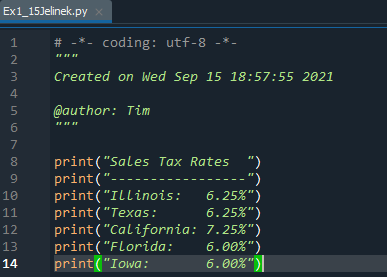 Ex1_15Jelinek.py
1 # -*- coding: utf-8 -*-
2 """
3 Created on Wed Sep 15 18:57:55 2021
4
5 @author: Tim
6 """
7
8 print("Sales Tax Rates  ")
9 print("-----------------")
10 print("Illinois:   6.25%")
11 print("Texas:      6.25%")
12 print("California: 7.25%")
13 print("Florida:    6.00%")
14 print("Iowa:       6.00%")